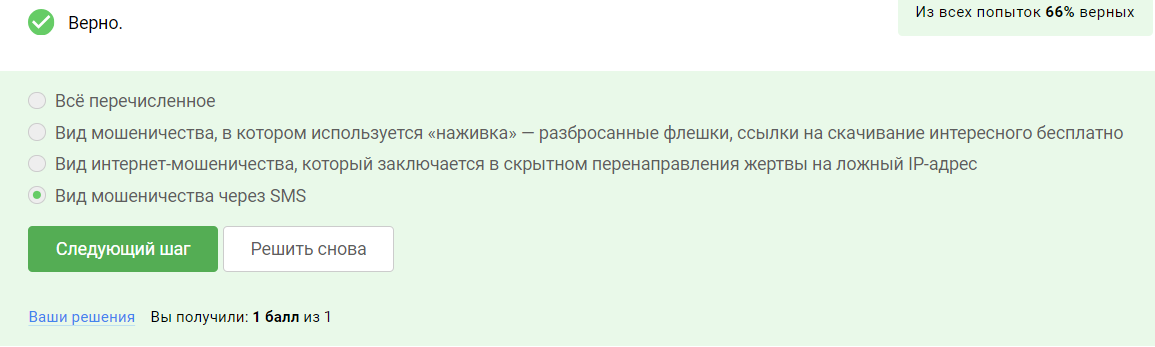 Верно.
Из всех попыток 66% верных
Всё перечисленное
Вид мошеничества, в котором используется «наживка» — разбросанные флешки, ссылки на скачивание интересного бесплатно
Вид интернет-мошеничества, который заключается в скрытном перенаправления жертвы на ложный IP-адрес
Вид мошеничества через SMS
Следующий шаг
Решить снова
Ваши решения Вы получили: 1 балл из 1